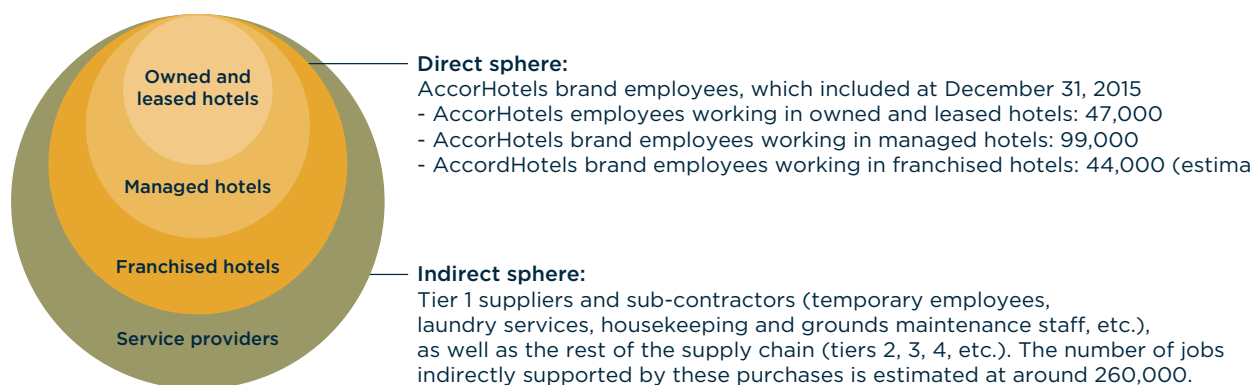 Owned and
leased hotels
Managed hotels
Franchised hotels
Service providers
Direct sphere:
AccorHotels brand employees, which included at December 31, 2015
- AccorHotels employees working in owned and leased hotels: 47,000
- AccorHotels brand employees working in managed hotels: 99,000
- AccordHotels brand employees working in franchised hotels: 44,000 (estima
Indirect sphere:
Tier 1 suppliers and sub-contractors (temporary employees,
laundry services, housekeeping and grounds maintenance staff, etc.),
as well as the rest of the supply chain (tiers 2, 3, 4, etc.). The number of jobs
indirectly supported by these purchases is estimated at around 260,000.